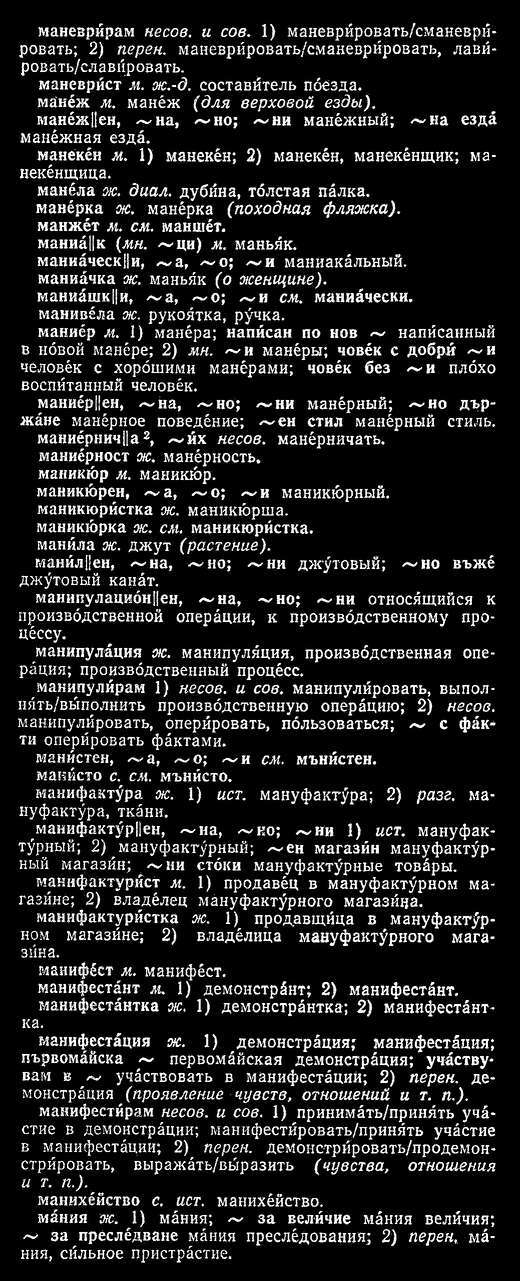 маневри́рам несов. и сов. 1) маневри́ровать/сманеври́-
ровать; 2) перен. маневри́ровать/сманеври́ровать, лави́-
ровать/слави́ровать.
маневри́ст м. ж.-д. состави́тель по́езда.
мане́ж м. мане́ж (для верховой езды).
мане́ж||ен, ~на, ~но; ~ни мане́жный; ~на езда́
мане́жная езда́.
манеке́н м. 1) манеке́н; 2) манеке́н, манеке́нщик; ма-
неке́нщица.
мане́ла ж. диал. дуби́на, то́лстая па́лка.
мане́рка ж. мане́рка (походная фляжка).
манже́т м. см. манше́т.
мания́||к (мн. ~ци) м. манья́к.
маниа́ческ||и, ~а, ~о; ~и маниака́льный.
маниа́чка ж. манья́к (о женщине).
маниа́шк||и, ~а, ~о; ~и см. маниа́чески.
маниве́ла ж. рукоя́тка, ру́чка.
мание́р м. 1) мане́ра; напи́сан по нов ~ напи́санный
в но́вой мане́ре; 2) мн. ~и мане́ры; чове́к с добри́ ~и
челове́к с хоро́шими мане́рами; чове́к без ~и пло́хо
воспи́танный челове́к.
мание́р||ен, ~на, ~но; ~ни мане́рный; ~но дър-
жа́не мане́рное поведе́ние; ~ен стил мане́рный стиль.
мание́рнич||а², ~их несов. мане́рничать.
мание́рност ж. мане́рность.
маникю́р м. маникю́р.
маникю́рен, ~а, ~о; ~и маникю́рный.
маникюри́стка ж. маникю́рша.
маникю́рка ж. см. маникюри́стка.
мани́ла ж. джут (растение).
мани́л||ен, ~на, ~но; ~ни джу́товый; ~но въже́
джу́товый кана́т.
манипулацио́н||ен, ~на, ~но; ~ни относя́щийся к
произво́дственной опера́ции, к произво́дственному про-
це́ссу.
манипула́ция ж. манипуля́ция, произво́дственная опе-
ра́ция; произво́дственный проце́сс.
манипули́рам 1) несов. и сов. манипули́ровать, выпол-
ня́ть/вы́полнить произво́дственную опера́цию; 2) несов.
манипули́ровать, опери́ровать, по́льзоваться; ~ с фа́к-
ти опери́ровать фа́ктами.
мани́стен, ~а, ~о; ~и см. мъни́стен.
мани́сто с. см. мъни́сто.
манифакту́ра ж. 1) ист. мануфакту́ра; 2) разг. ма-
нуфакту́ра, тка́ни.
манифакту́р||ен, ~на, ~но; ~ни 1) ист. мануфак-
ту́рный; 2) мануфакту́рный; ~ен магази́н мануфакту́р-
ный магази́н; ~ни сто́ки мануфакту́рные това́ры.
манифактури́ст м. 1) продаве́ц в мануфакту́рном ма-
гази́не; 2) владе́лец мануфакту́рного магази́на.
манифактури́стка ж. 1) продавщи́ца в мануфакту́р-
ном магази́не; 2) владе́лица мануфакту́рного мага-
зи́на.
манифе́ст м. манифе́ст.
манифеста́нт м. 1) демонстра́нт; 2) манифеста́нт.
манифеста́нтка ж. 1) демонстра́нтка; 2) манифеста́нт-
ка.
манифеста́ция ж. 1) демонстра́ция; манифеста́ция;
първома́йска ~ первома́йская демонстра́ция; уча́ству-
вам в ~ уча́ствовать в манифеста́ции; 2) перен. де-
монстра́ция (проявление чувств, отношений и т. п.).
манифести́рам несов. и сов. 1) принима́ть/приня́ть уча́-
стие в демонстра́ции; манифести́ровать/приня́ть уча́стие
в манифеста́ции; 2) перен. демонстри́ровать/продемон-
стри́ровать, выража́ть/вы́разить (чувства, отношения
и т. п.).
манихе́йство с. ист. манихе́йство.
ма́ния ж. 1) ма́ния; ~ за вели́чие ма́ния вели́чия;
~ за пресле́дване ма́ния пресле́дования; 2) перен. ма́-
ния, си́льное пристра́стие.